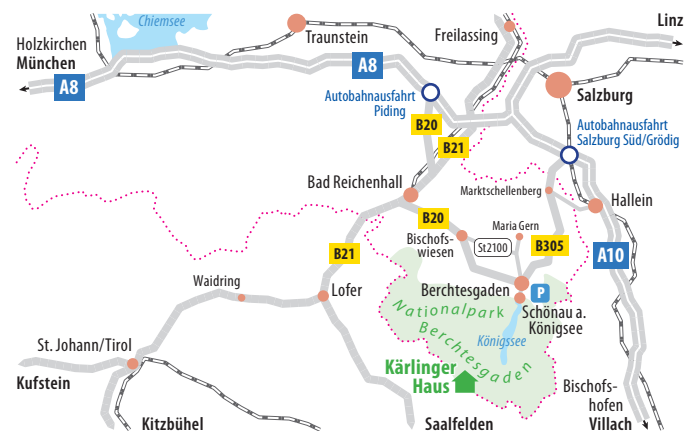 Chiemsee
Linz
Traunstein
Freilassing
Holzkirchen
München
A8
A8
Autobahnausfahrt
Piding
Salzburg
B20
B21
Autobahnausfahrt
Salzburg Süd/Grödig
Bad Reichenhall
Marktschellenberg
Hallein
B20
Maria Gern
Bischofs-
wiesen
St2100
B305
A10
B21
Waidring
Lofer
Berchtesgaden
P
Schönau a.
Königsee
Nationalpark
Berchtesgaden
Königssee
St. Johann/Tirol
Kärlinger
Haus
Kufstein
Bischofs-
hofen
Villach
Kitzbühel
Saalfelden